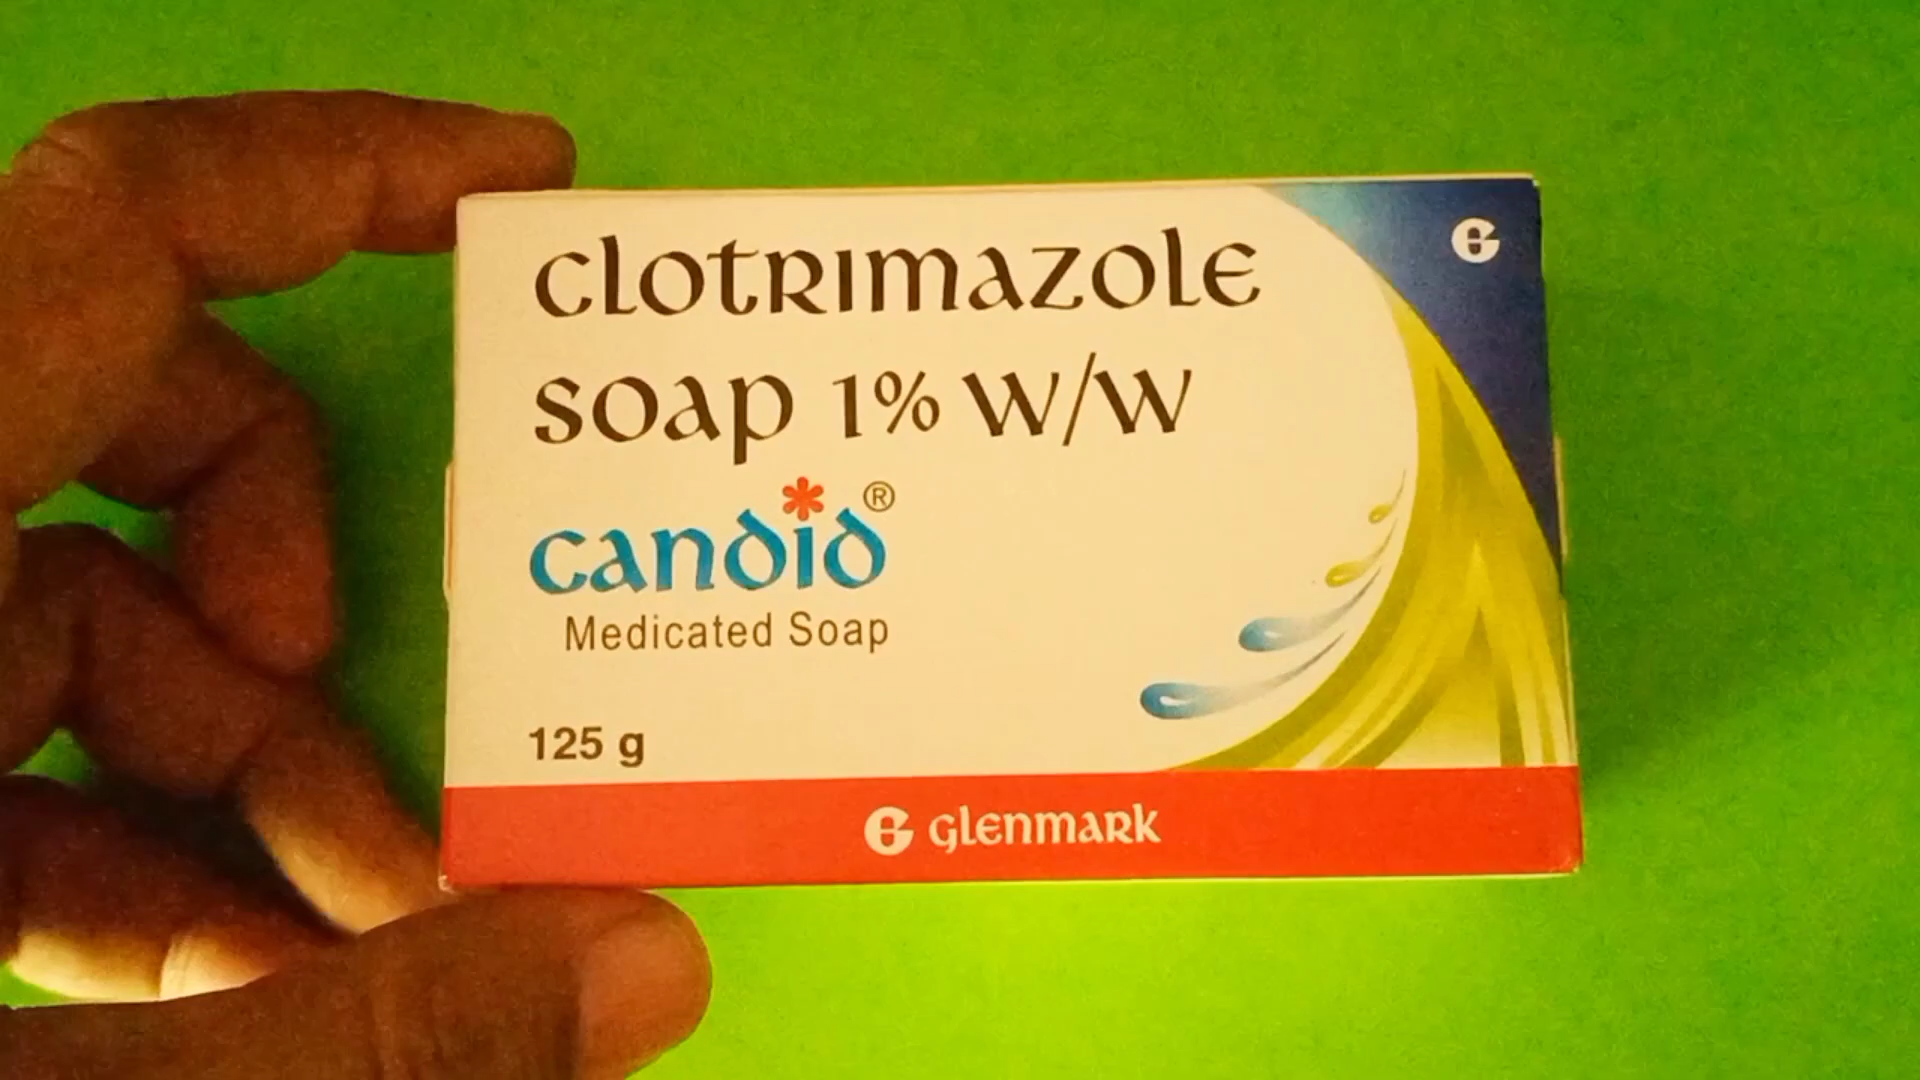 Clotrimazole
Soap 1% w/w
candid®
Medicated Soap
125 g
glenmark